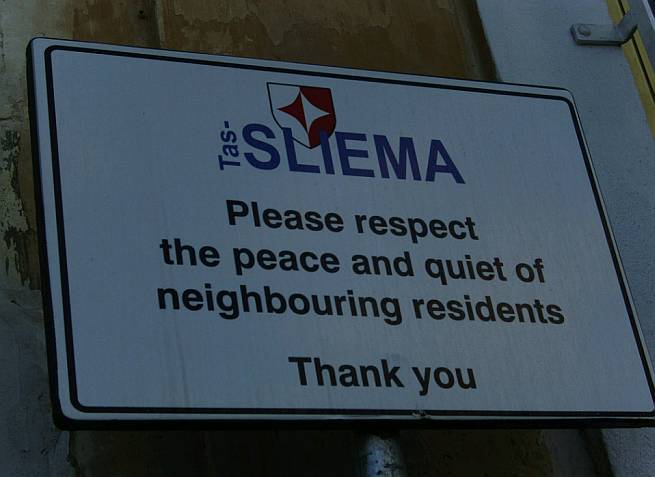 Tas-
SLIEMA
Please respect
the peace and quiet of
neighbouring residents
Thank you